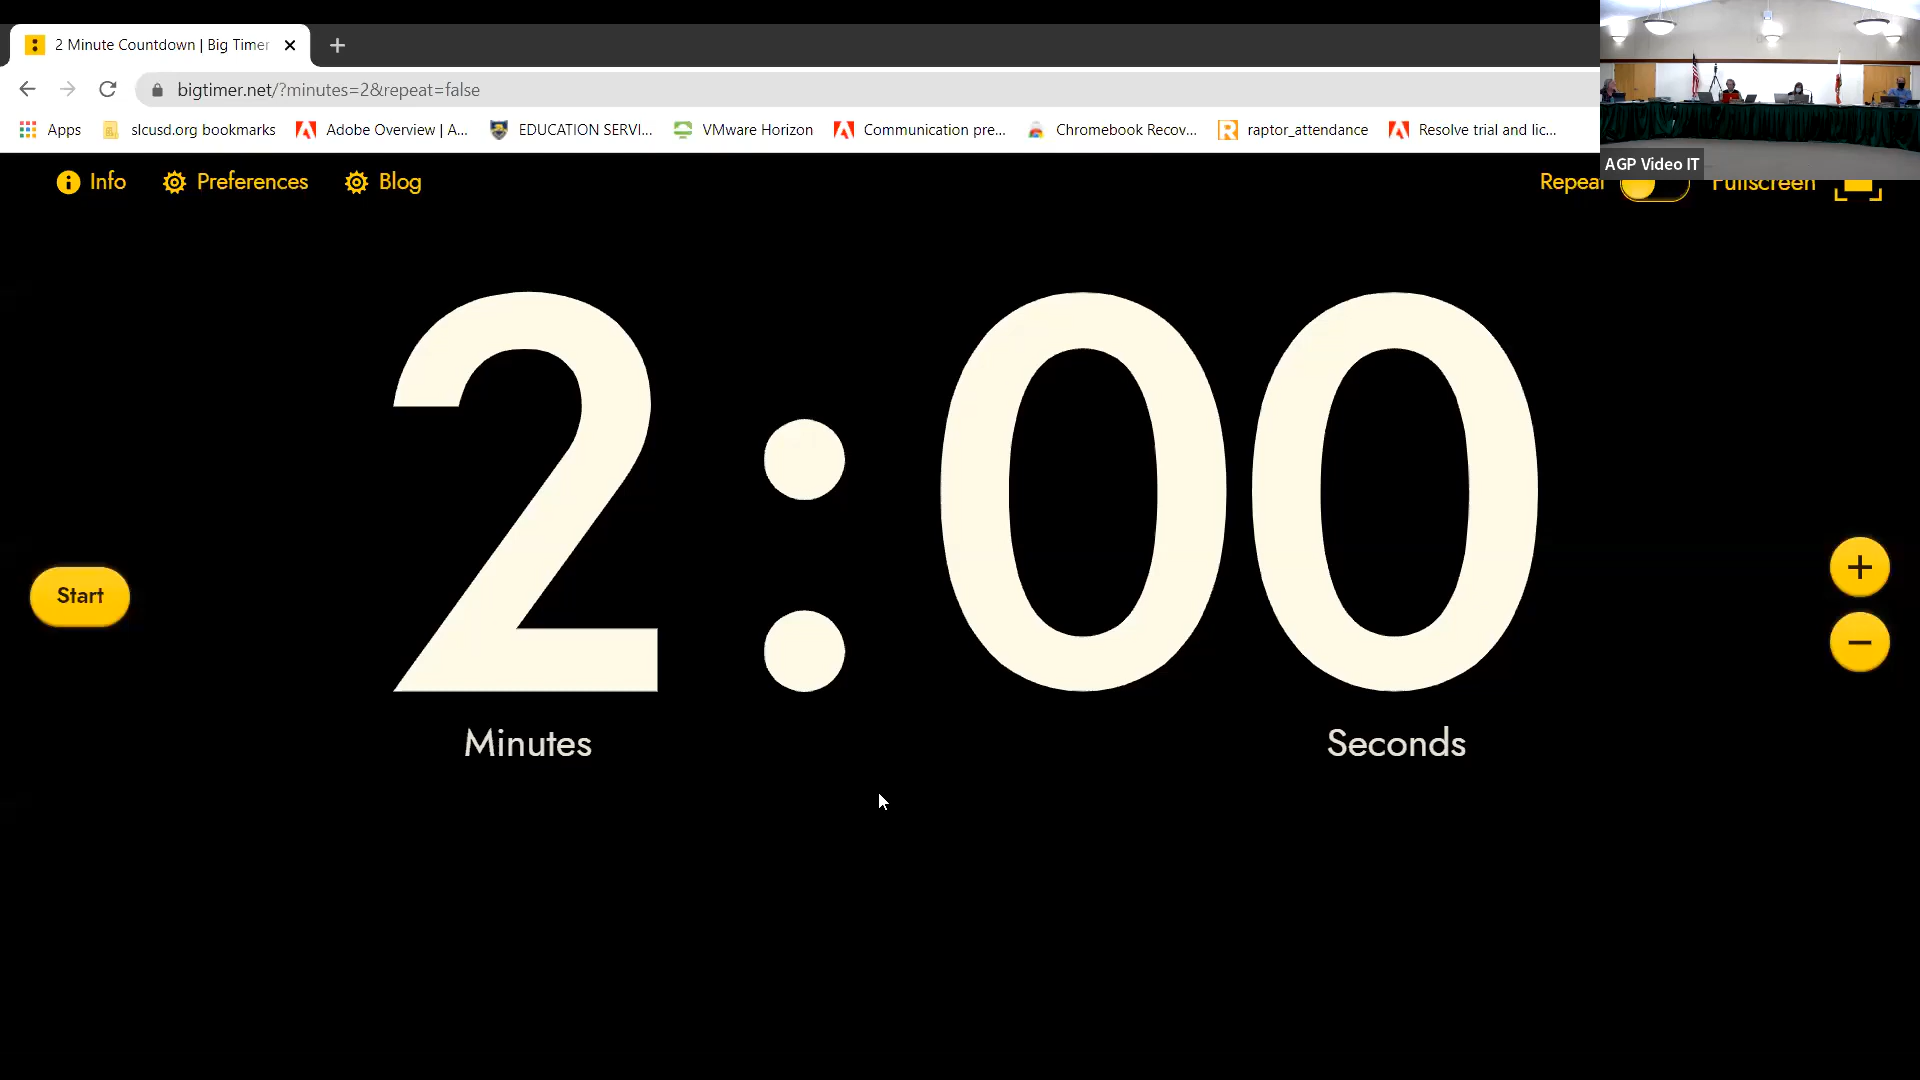 2 Minute Countdown | Big Timer
bigtimer.net/?minutes=2&repeat=false
Apps slcusd.org bookmarks Adobe Overview | A... EDUCATION SERVI... VMware Horizon Communication pre... Chromebook Recov... raptor_attendance Resolve trial and lic...
AGP Video IT
Info Preferences Blog Repeat Fullscreen
2:00
Start
+
−
Minutes Seconds